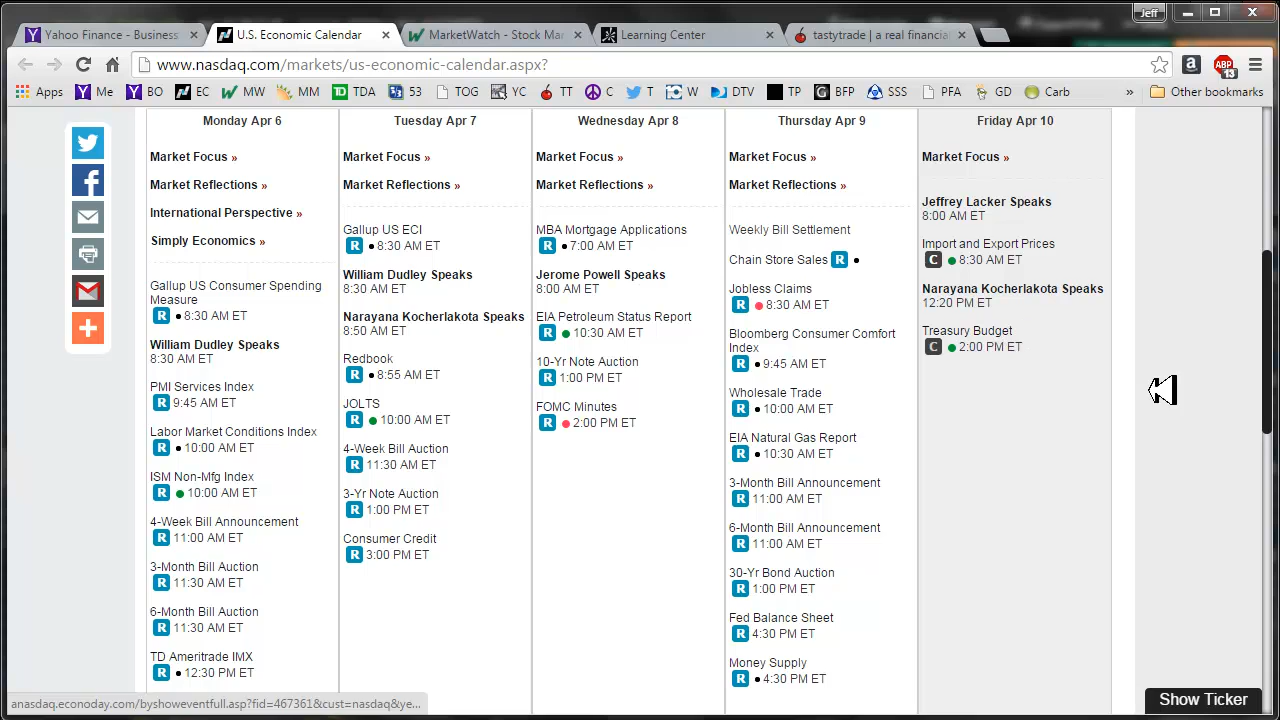 Jeff
Yahoo Finance - Business
U.S. Economic Calendar
MarketWatch - Stock Mar
Learning Center
tastytrade | a real financia
www.nasdaq.com/markets/us-economic-calendar.aspx?
ABP
13
Apps Me BO EC MW MM TDA 53 TOG YC TT C T W DTV TP BFP SSS PFA GD Carb » Other bookmarks
Monday Apr 6
Market Focus »
Market Reflections »
International Perspective »
Simply Economics »
Gallup US Consumer Spending
Measure
R 8:30 AM ET
William Dudley Speaks
8:30 AM ET
PMI Services Index
R 9:45 AM ET
Labor Market Conditions Index
R 10:00 AM ET
ISM Non-Mfg Index
R 10:00 AM ET
4-Week Bill Announcement
R 11:00 AM ET
3-Month Bill Auction
R 11:30 AM ET
6-Month Bill Auction
R 11:30 AM ET
TD Ameritrade IMX
R 12:30 PM ET
Tuesday Apr 7
Market Focus »
Market Reflections »
Gallup US ECI
R 8:30 AM ET
William Dudley Speaks
8:30 AM ET
Narayana Kocherlakota Speaks
8:50 AM ET
Redbook
R 8:55 AM ET
JOLTS
R 10:00 AM ET
4-Week Bill Auction
R 11:30 AM ET
3-Yr Note Auction
R 1:00 PM ET
Consumer Credit
R 3:00 PM ET
Wednesday Apr 8
Market Focus »
Market Reflections »
MBA Mortgage Applications
R 7:00 AM ET
Jerome Powell Speaks
8:00 AM ET
EIA Petroleum Status Report
R 10:30 AM ET
10-Yr Note Auction
R 1:00 PM ET
FOMC Minutes
R 2:00 PM ET
Thursday Apr 9
Market Focus »
Market Reflections »
Weekly Bill Settlement
Chain Store Sales R
Jobless Claims
R 8:30 AM ET
Bloomberg Consumer Comfort
Index
R 9:45 AM ET
Wholesale Trade
R 10:00 AM ET
EIA Natural Gas Report
R 10:30 AM ET
3-Month Bill Announcement
R 11:00 AM ET
6-Month Bill Announcement
R 11:00 AM ET
30-Yr Bond Auction
R 1:00 PM ET
Fed Balance Sheet
R 4:30 PM ET
Money Supply
R 4:30 PM ET
Friday Apr 10
Market Focus »
Jeffrey Lacker Speaks
8:00 AM ET
Import and Export Prices
C 8:30 AM ET
Narayana Kocherlakota Speaks
12:20 PM ET
Treasury Budget
C 2:00 PM ET
anasdaq.econoday.com/byshoweventfull.asp?fid=467361&cust=nasdaq&ye...
Show Ticker